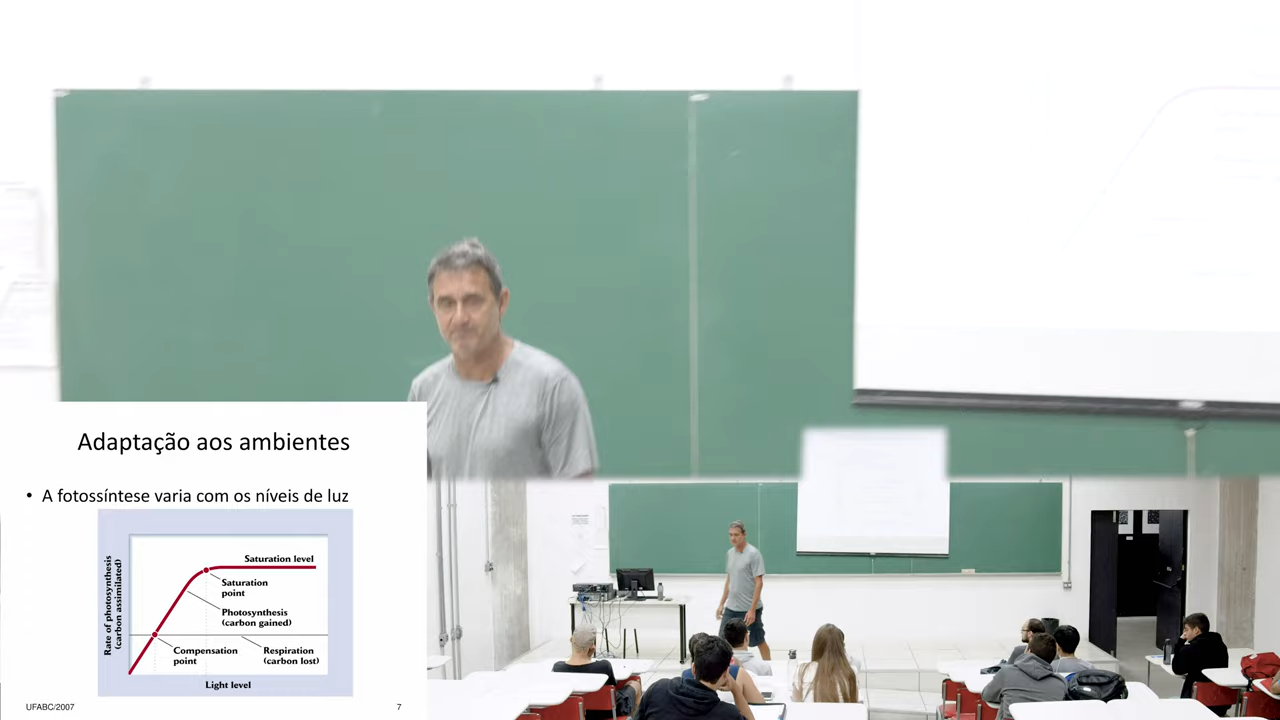 Adaptação aos ambientes
• A fotossíntese varia com os níveis de luz
Rate of photosynthesis
(carbon assimilated)
Saturation level
Saturation
point
Photosynthesis
(carbon gained)
Compensation
point
Respiration
(carbon lost)
Light level
UFABC/2007
7